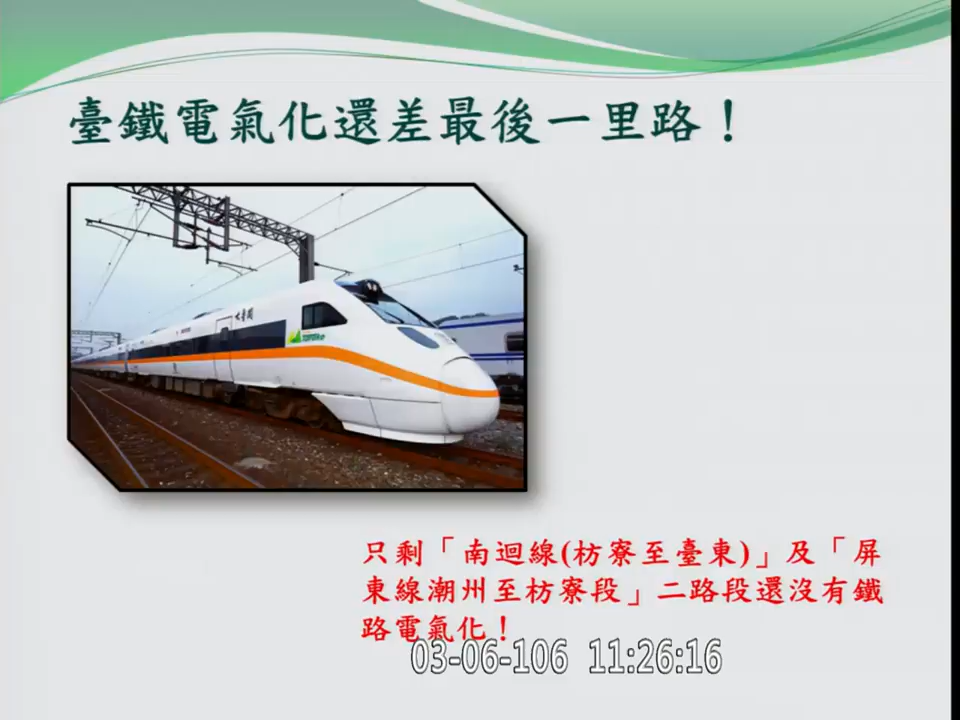 臺鐵電氣化還差最後一里路！
只剩「南迴線(枋寮至臺東)」及「屏
東線潮州至枋寮段」二路段還沒有鐵
路電氣化！
03-06-106 11:26:16